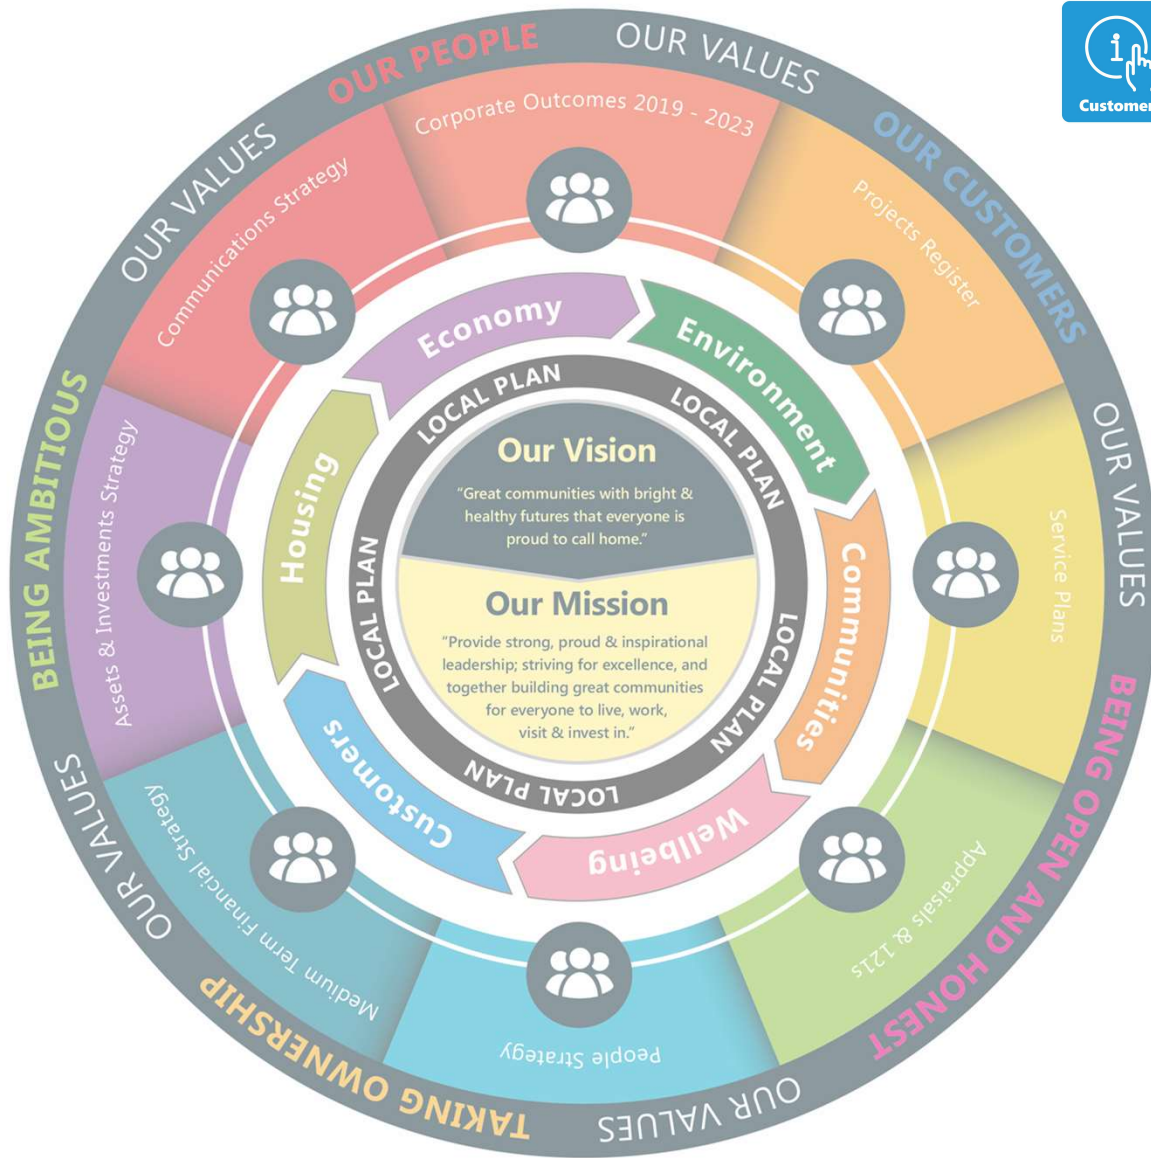 OUR PEOPLE
OUR VALUES
OUR CUSTOMERS
OUR VALUES
BEING OPEN AND HONEST
OUR VALUES
TAKING OWNERSHIP
OUR VALUES
BEING AMBITIOUS
OUR VALUES
Corporate Outcomes 2019 - 2023
Projects Register
Service Plans
Appraisals & 121s
People Strategy
Medium Term Financial Strategy
Assets & Investments Strategy
Communications Strategy
Economy
Environment
Communities
Wellbeing
Customers
Housing
LOCAL PLAN
LOCAL PLAN
LOCAL PLAN
LOCAL PLAN
LOCAL PLAN
Our Vision
"Great communities with bright &
healthy futures that everyone is
proud to call home."
Our Mission
"Provide strong, proud & inspirational
leadership; striving for excellence, and
together building great communities
for everyone to live, work,
visit & invest in."
i
Customer